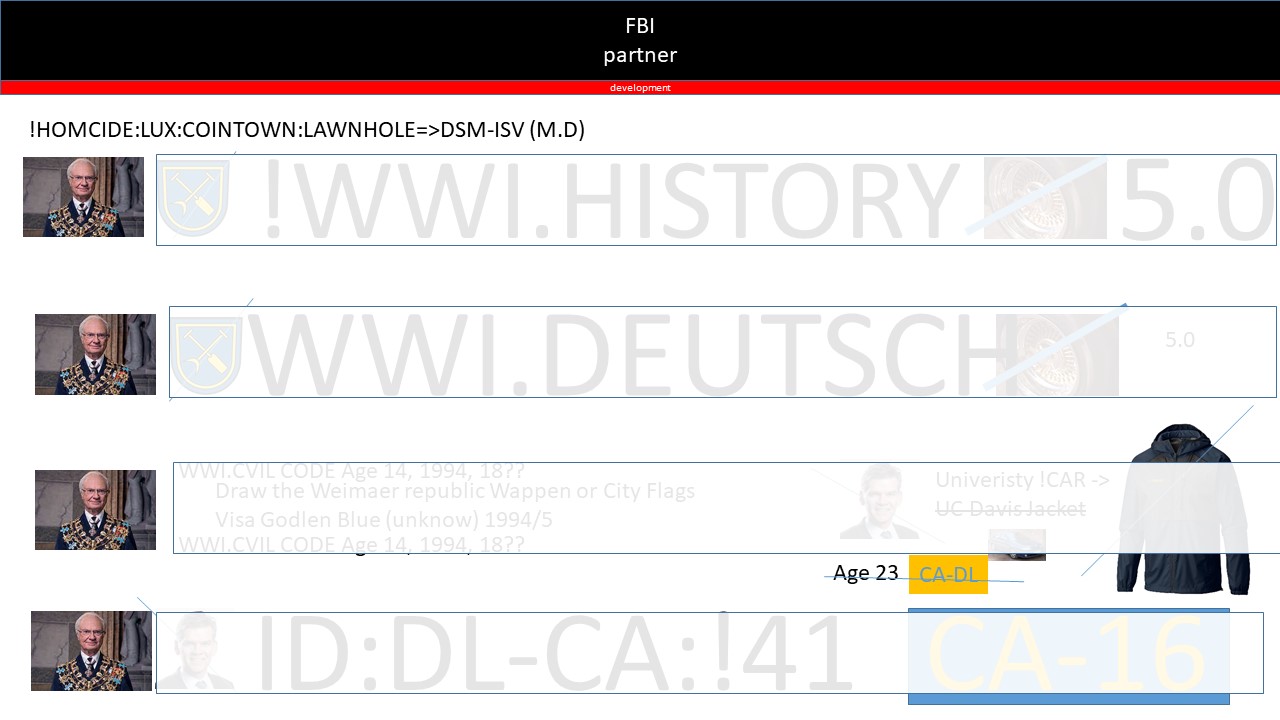 FBI
partner
development
!HOMCIDE:LUX:COINTOWN:LAWNHOLE=>DSM-ISV (M.D)
!WWI.HISTORY 5.0
WWI.DEUTSCH 5.0
WWI.CVIL CODE Age 14, 1994, 18??
Draw the Weimaer republic Wappen or City Flags
Visa Godlen Blue (unknow) 1994/5
WWI.CVIL CODE Age 14, 1994, 18??
Univeristy !CAR ->
UC Davis Jacket
Age 23 CA-DL
ID:DL-CA:!41 CA-16